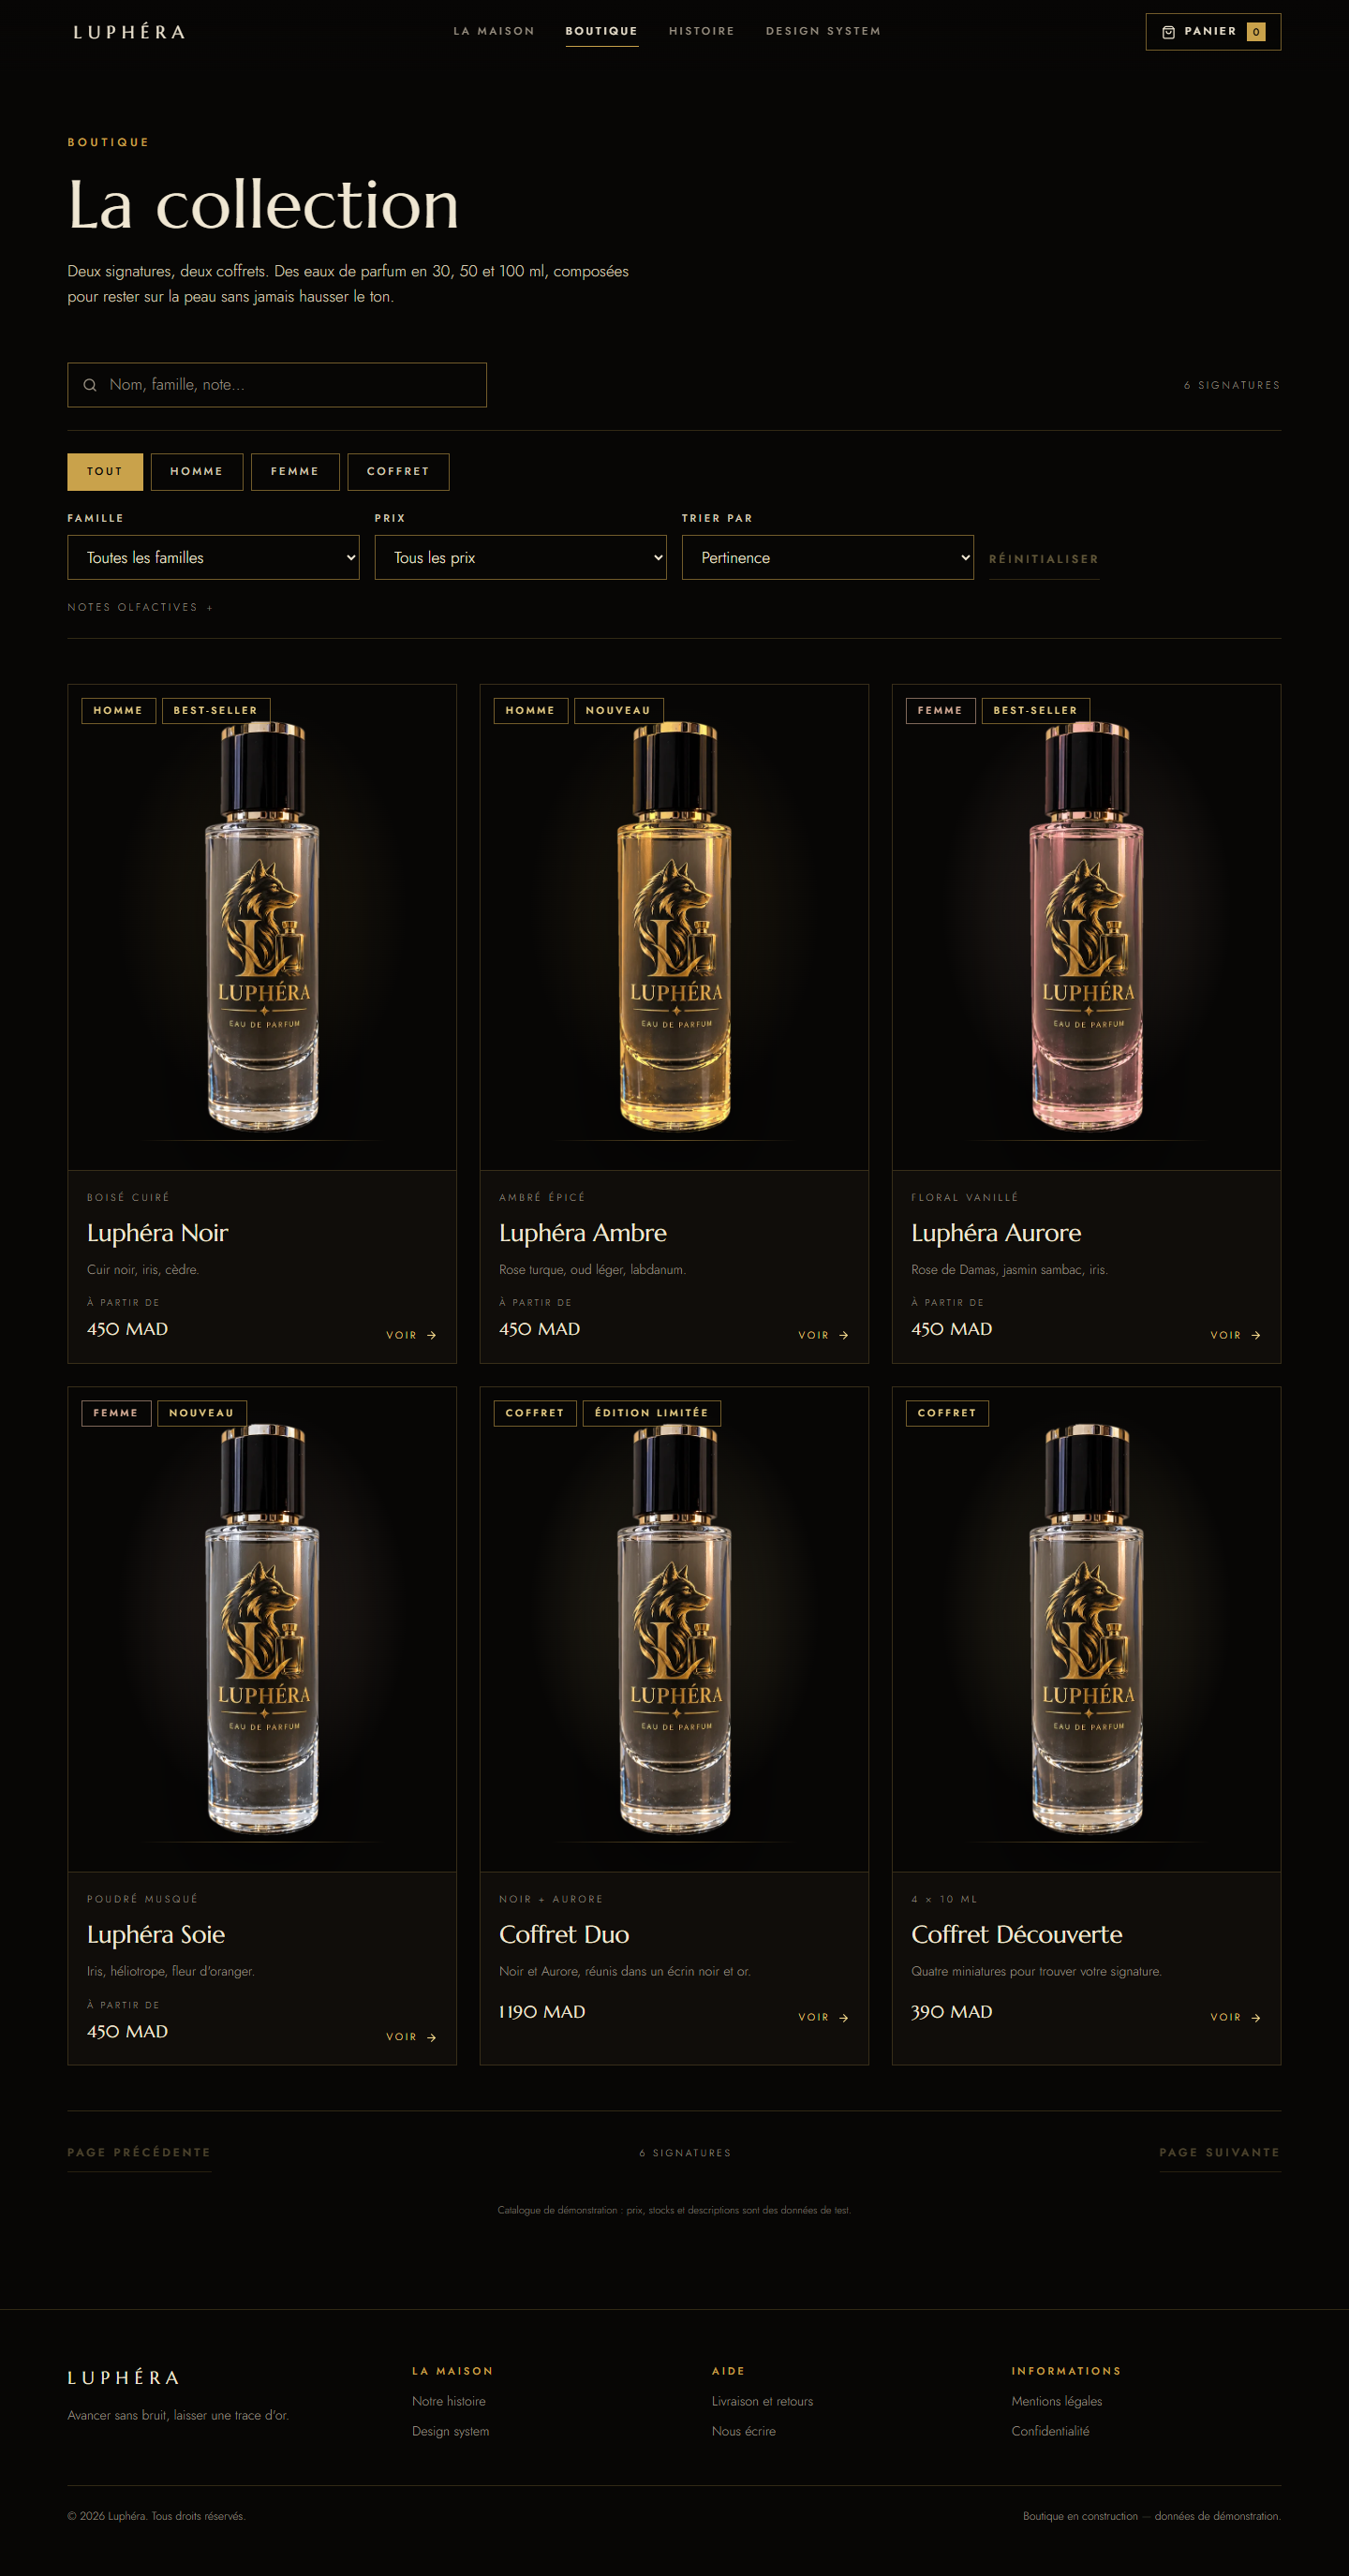 LUPHÉRA
LA MAISON
BOUTIQUE
HISTOIRE
DESIGN SYSTEM
PANIER 0
BOUTIQUE
La collection
Deux signatures, deux coffrets. Des eaux de parfum en 30, 50 et 100 ml, composées
pour rester sur la peau sans jamais hausser le ton.
Nom, famille, note...
6 SIGNATURES
TOUT
HOMME
FEMME
COFFRET
FAMILLE
PRIX
TRIER PAR
Toutes les familles
Tous les prix
Pertinence
RÉINITIALISER
NOTES OLFACTIVES +
HOMME
BEST-SELLER
LUPHÉRA
EAU DE PARFUM
BOISÉ CUIRÉ
Luphéra Noir
Cuir noir, iris, cèdre.
À PARTIR DE
450 MAD
VOIR →
HOMME
NOUVEAU
LUPHÉRA
EAU DE PARFUM
AMBRÉ ÉPICÉ
Luphéra Ambre
Rose turque, oud léger, labdanum.
À PARTIR DE
450 MAD
VOIR →
FEMME
BEST-SELLER
LUPHÉRA
EAU DE PARFUM
FLORAL VANILLÉ
Luphéra Aurore
Rose de Damas, jasmin sambac, iris.
À PARTIR DE
450 MAD
VOIR →
FEMME
NOUVEAU
LUPHÉRA
EAU DE PARFUM
POUDRÉ MUSQUÉ
Luphéra Soie
Iris, héliotrope, fleur d'oranger.
À PARTIR DE
450 MAD
VOIR →
COFFRET
ÉDITION LIMITÉE
LUPHÉRA
EAU DE PARFUM
NOIR + AURORE
Coffret Duo
Noir et Aurore, réunis dans un écrin noir et or.
1 190 MAD
VOIR →
COFFRET
LUPHÉRA
EAU DE PARFUM
4 × 10 ML
Coffret Découverte
Quatre miniatures pour trouver votre signature.
390 MAD
VOIR →
PAGE PRÉCÉDENTE
6 SIGNATURES
PAGE SUIVANTE
Catalogue de démonstration : prix, stocks et descriptions sont des données de test.
LUPHÉRA
Avancer sans bruit, laisser une trace d'or.
LA MAISON
Notre histoire
Design system
AIDE
Livraison et retours
Nous écrire
INFORMATIONS
Mentions légales
Confidentialité
© 2026 Luphéra. Tous droits réservés.
Boutique en construction — données de démonstration.